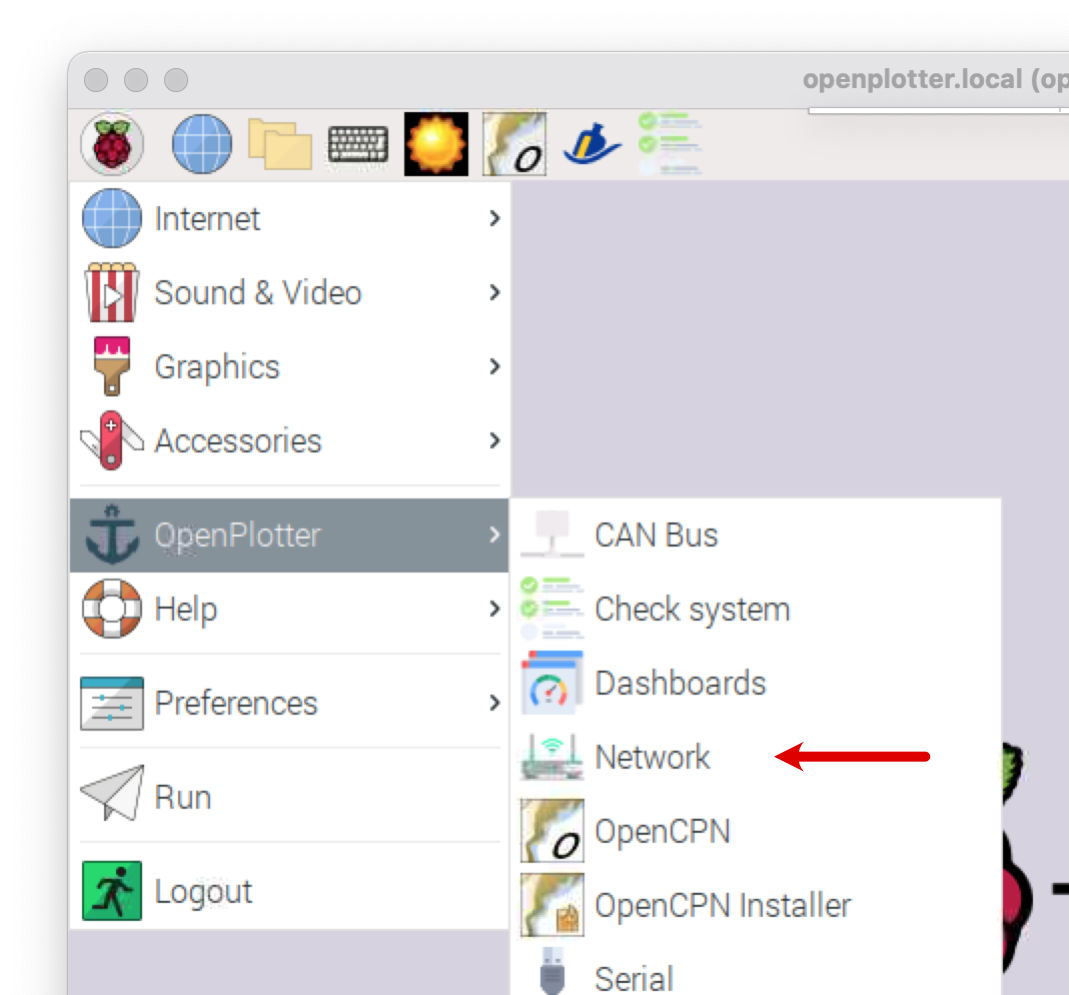 openplotter.local (op
Internet
Sound & Video
Graphics
Accessories
OpenPlotter
Help
Preferences
Run
Logout
CAN Bus
Check system
Dashboards
Network
OpenCPN
OpenCPN Installer
Serial